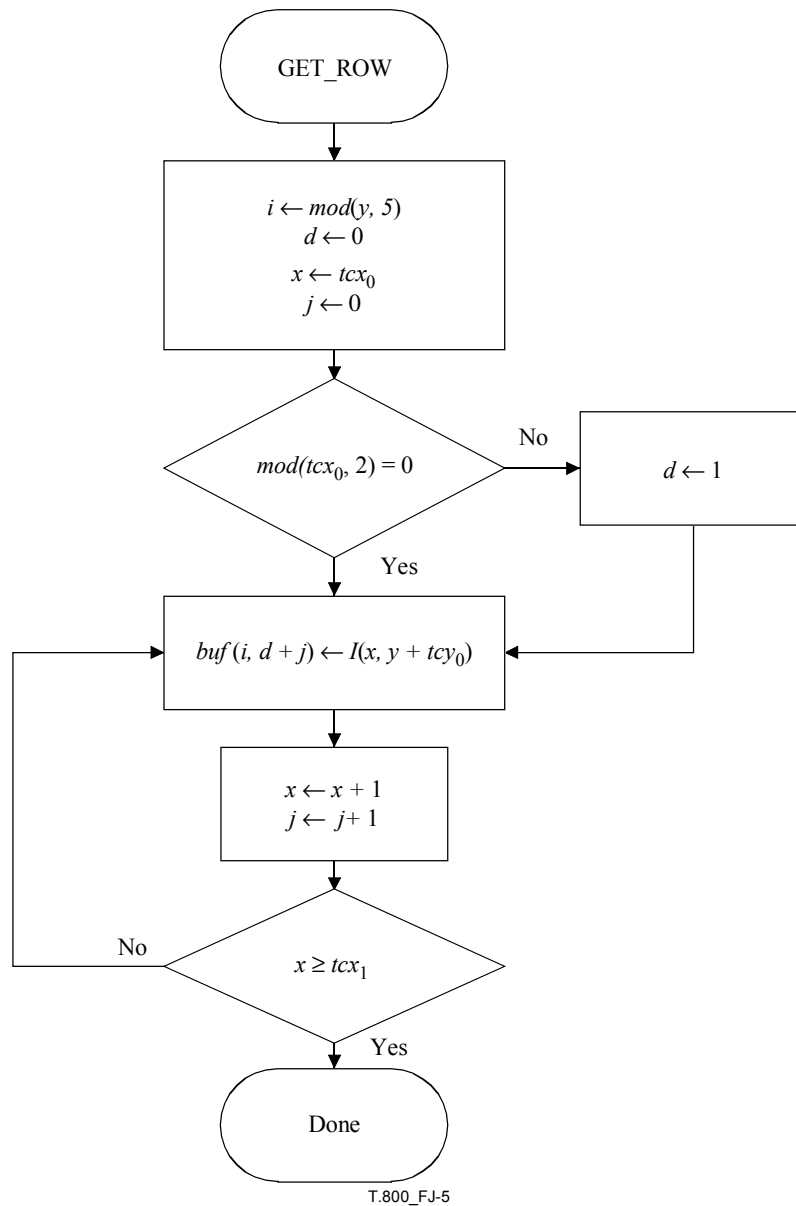 GET_ROW
i ← mod(y, 5)
d ← 0
x ← tcx₀
j ← 0
No
mod(tcx₀, 2) = 0
d ← 1
Yes
buf (i, d + j) ← I(x, y + tcy₀)
x ← x + 1
j ← j+ 1
No
x ≥ tcx₁
Yes
Done
T.800_FJ-5